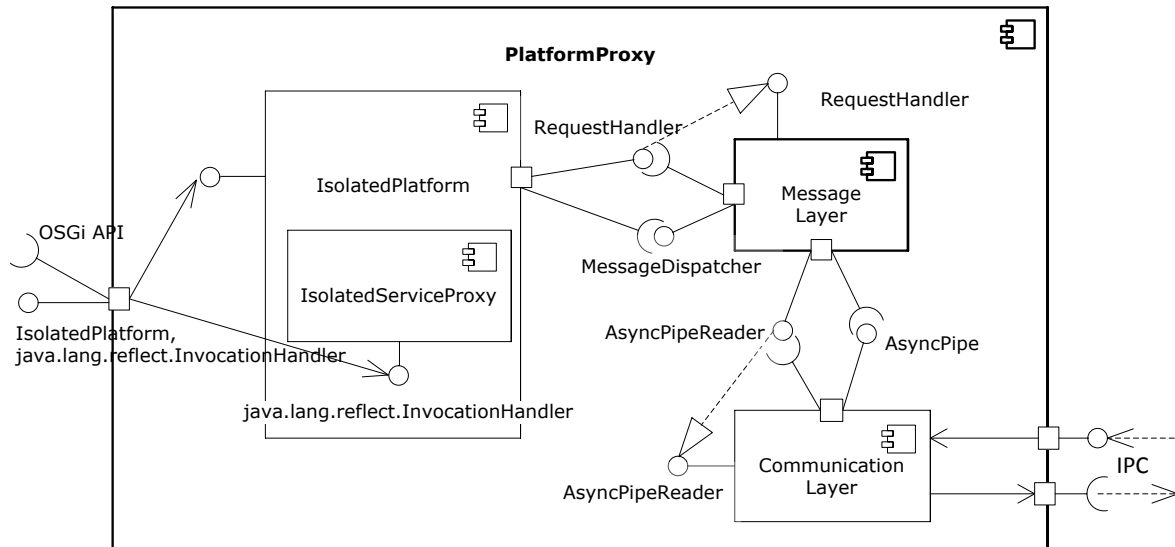 PlatformProxy
RequestHandler
RequestHandler
IsolatedPlatform
Message
Layer
OSGi API
MessageDispatcher
IsolatedServiceProxy
IsolatedPlatform,
java.lang.reflect.InvocationHandler
AsyncPipeReader
AsyncPipe
java.lang.reflect.InvocationHandler
Communication
Layer
IPC
AsyncPipeReader